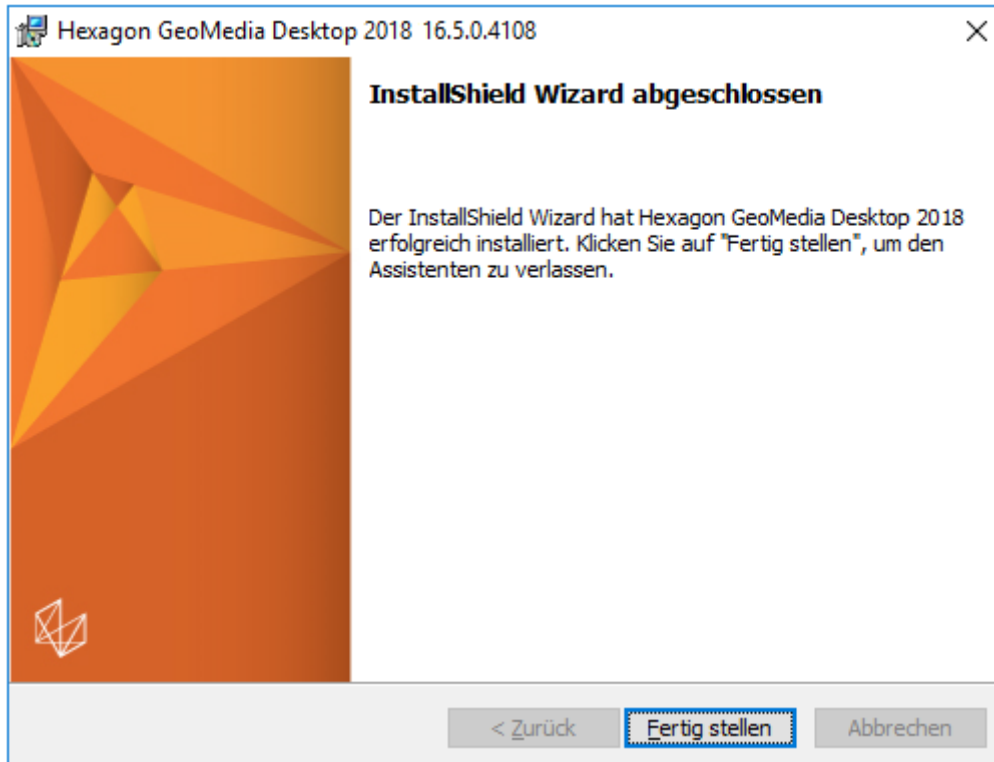 Hexagon GeoMedia Desktop 2018 16.5.0.4108
InstallShield Wizard abgeschlossen
Der InstallShield Wizard hat Hexagon GeoMedia Desktop 2018
erfolgreich installiert. Klicken Sie auf "Fertig stellen", um den
Assistenten zu verlassen.
< Zurück
Fertig stellen
Abbrechen